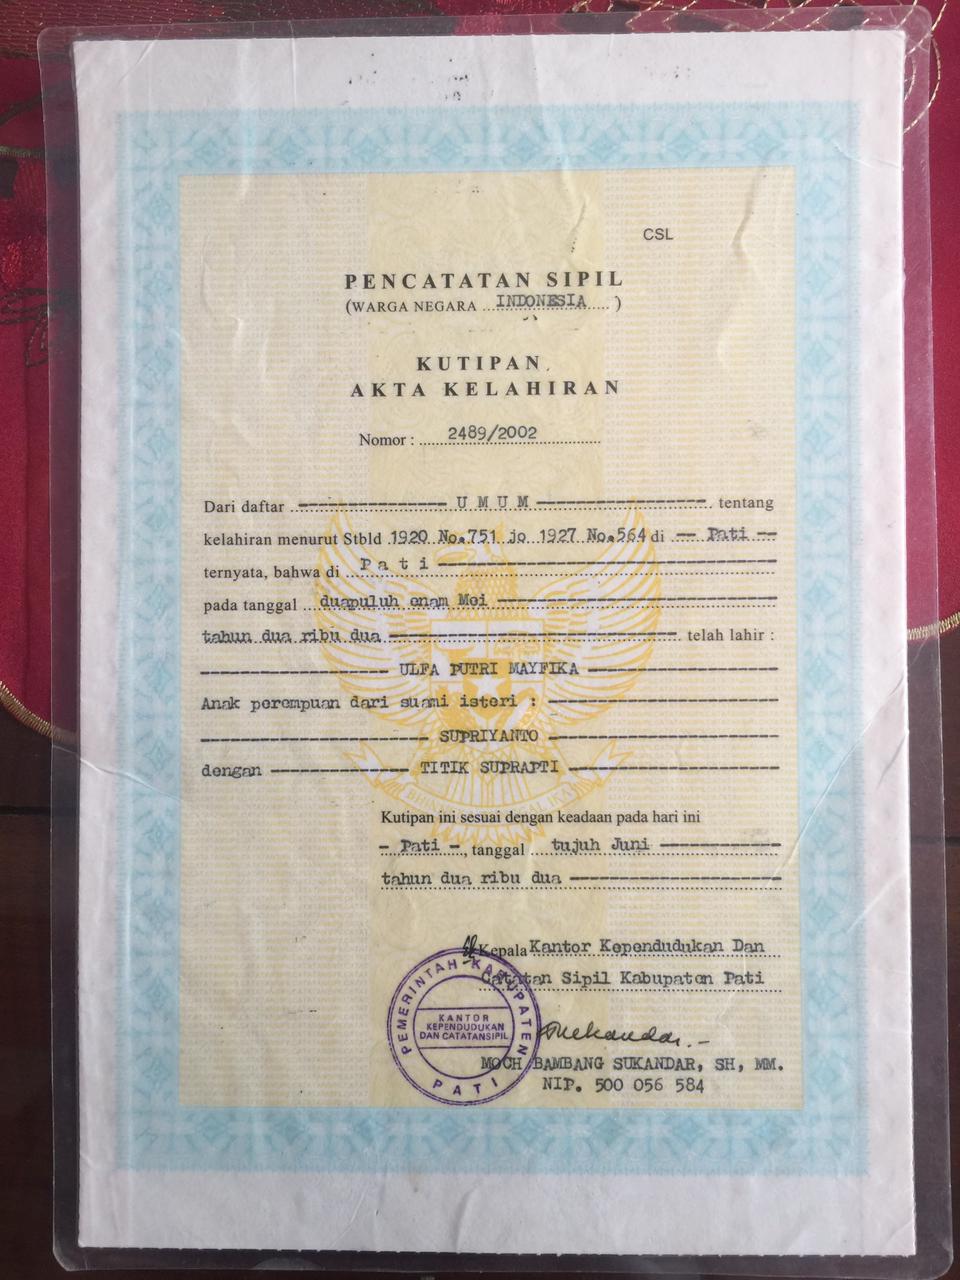 CSL
PENCATATAN SIPIL
(WARGA NEGARA ... INDONESIA ..... )
KUTIPAN
AKTA KELAHIRAN
Nomor : ...... 2489/2002 ..............
Dari daftar ---------------- U M U M ------------------ tentang
kelahiran menurut Stbld 1920 No.751 jo 1927 No.564 di -- Pati --
ternyata, bahwa di P a t i ------------------------------------
pada tanggal duapuluh enam Mei ------------------------------
tahun dua ribu dua ------------------------------ telah lahir :
------------------- ULFA PUTRI MAYFIKA -------------------
Anak perempuan dari suami isteri : -----------------------
----------------------- SUPRIYANTO -----------------------
dengan -------------- TITIK SUPRAPTI ---------------------
Kutipan ini sesuai dengan keadaan pada hari ini
- Pati -, tanggal tujuh Juni ------------
tahun dua ribu dua ---------------------
Kepala Kantor Kependudukan Dan
Catatan Sipil Kabupaten Pati
PEMERINTAH KABUPATEN
KANTOR
KEPENDUDUKAN
DAN CATATANSIPIL
PATI
MOCH BAMBANG SUKANDAR, SH, MM.
NIP. 500 056 584